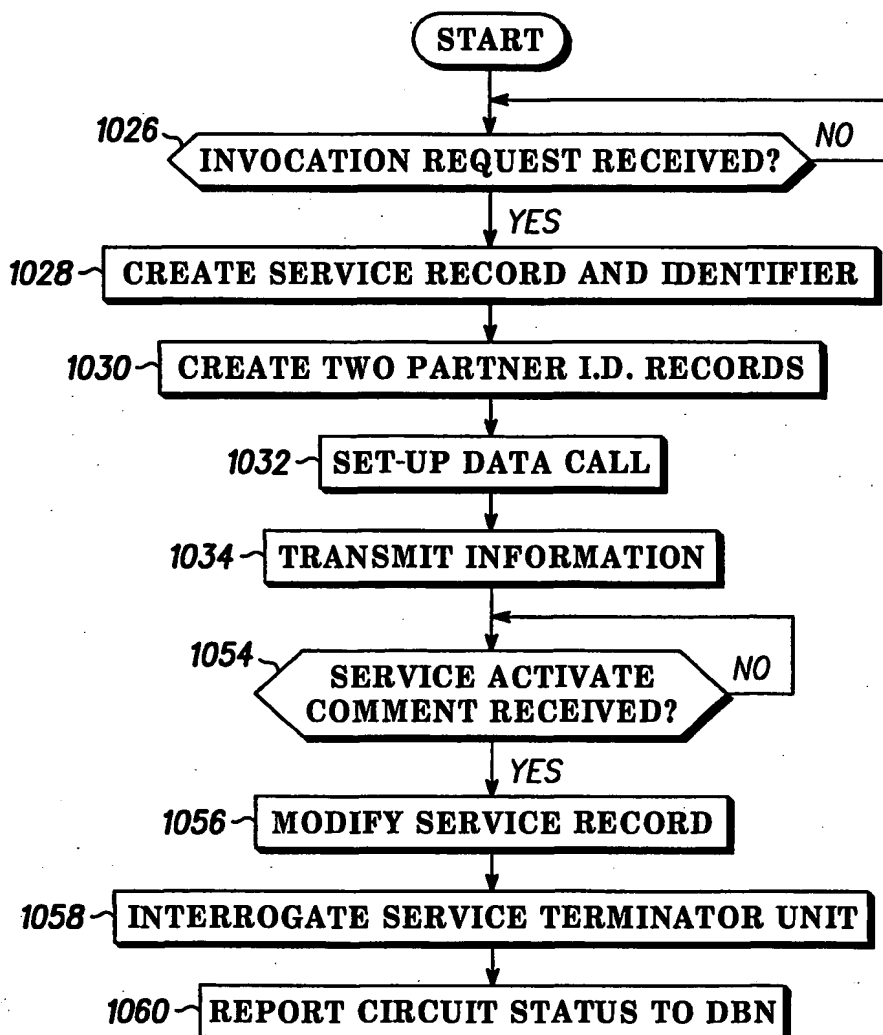 START
1026
INVOCATION REQUEST RECEIVED?
NO
YES
1028
CREATE SERVICE RECORD AND IDENTIFIER
1030
CREATE TWO PARTNER I.D. RECORDS
1032
SET-UP DATA CALL
1034
TRANSMIT INFORMATION
1054
SERVICE ACTIVATE
COMMENT RECEIVED?
NO
YES
1056
MODIFY SERVICE RECORD
1058
INTERROGATE SERVICE TERMINATOR UNIT
1060
REPORT CIRCUIT STATUS TO DBN